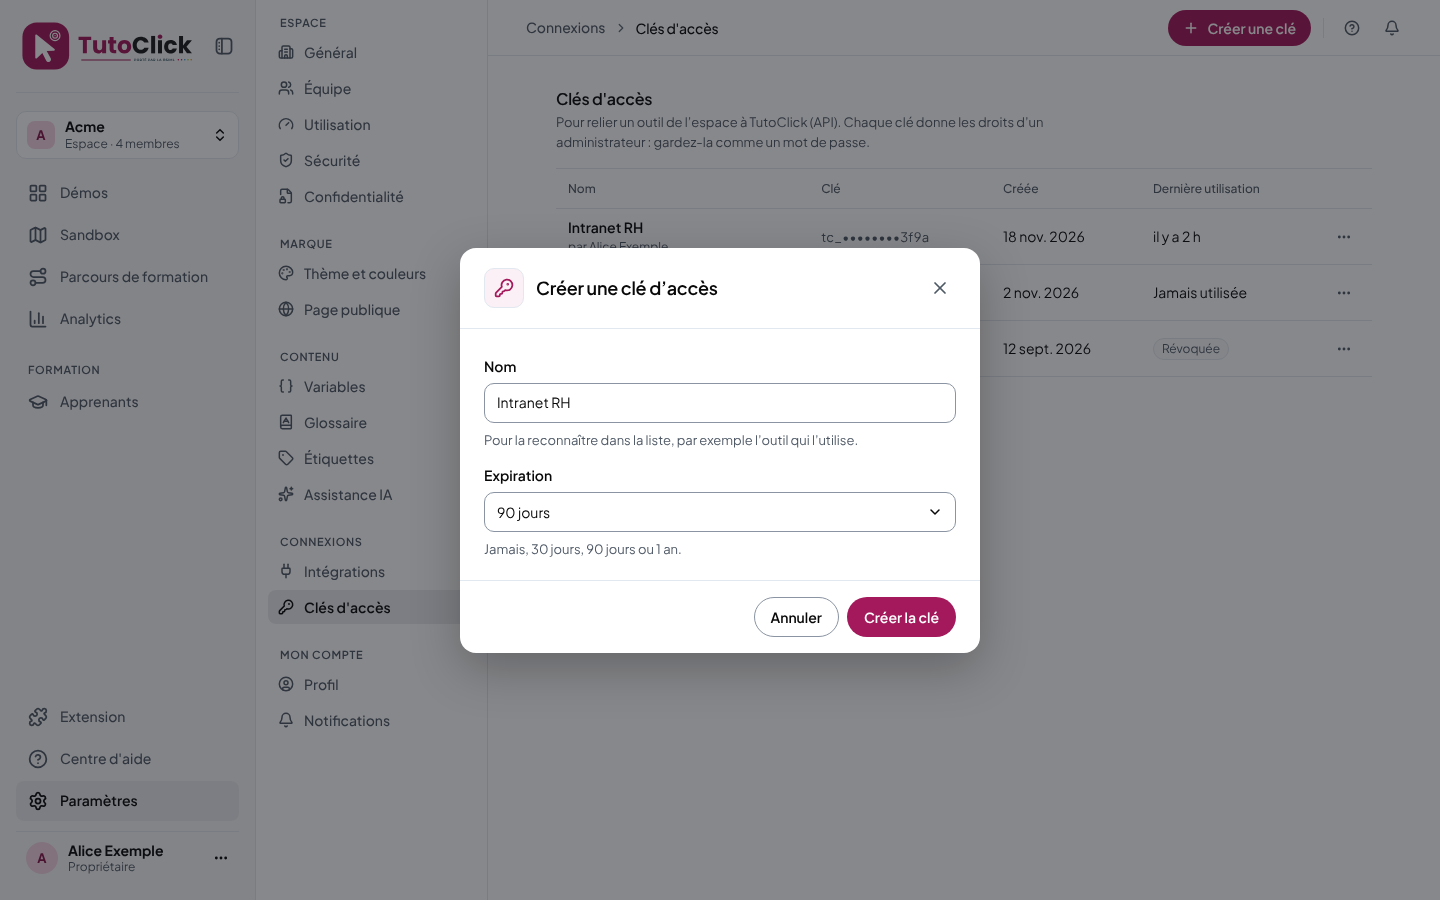 TutoClick
Acme
Espace · 4 membres
Démos
Sandbox
Parcours de formation
Analytics
FORMATION
Apprenants
Extension
Centre d'aide
Paramètres
Alice Exemple
Propriétaire
ESPACE
Général
Équipe
Utilisation
Sécurité
Confidentialité
MARQUE
Thème et couleurs
Page publique
CONTENU
Variables
Glossaire
Étiquettes
Assistance IA
CONNEXIONS
Intégrations
Clés d'accès
MON COMPTE
Profil
Notifications
Connexions > Clés d'accès
Créer une clé
Clés d'accès
Pour relier un outil de l'espace à TutoClick (API). Chaque clé donne les droits d'un
administrateur : gardez-la comme un mot de passe.
Nom Clé Créée Dernière utilisation
Intranet RH tc_••••••••3f9a 18 nov. 2026 il y a 2 h
par Alice Exemple
2 nov. 2026 Jamais utilisée
12 sept. 2026 Révoquée
Créer une clé d’accès
Nom
Intranet RH
Pour la reconnaître dans la liste, par exemple l'outil qui l'utilise.
Expiration
90 jours
Jamais, 30 jours, 90 jours ou 1 an.
Annuler
Créer la clé
A
A